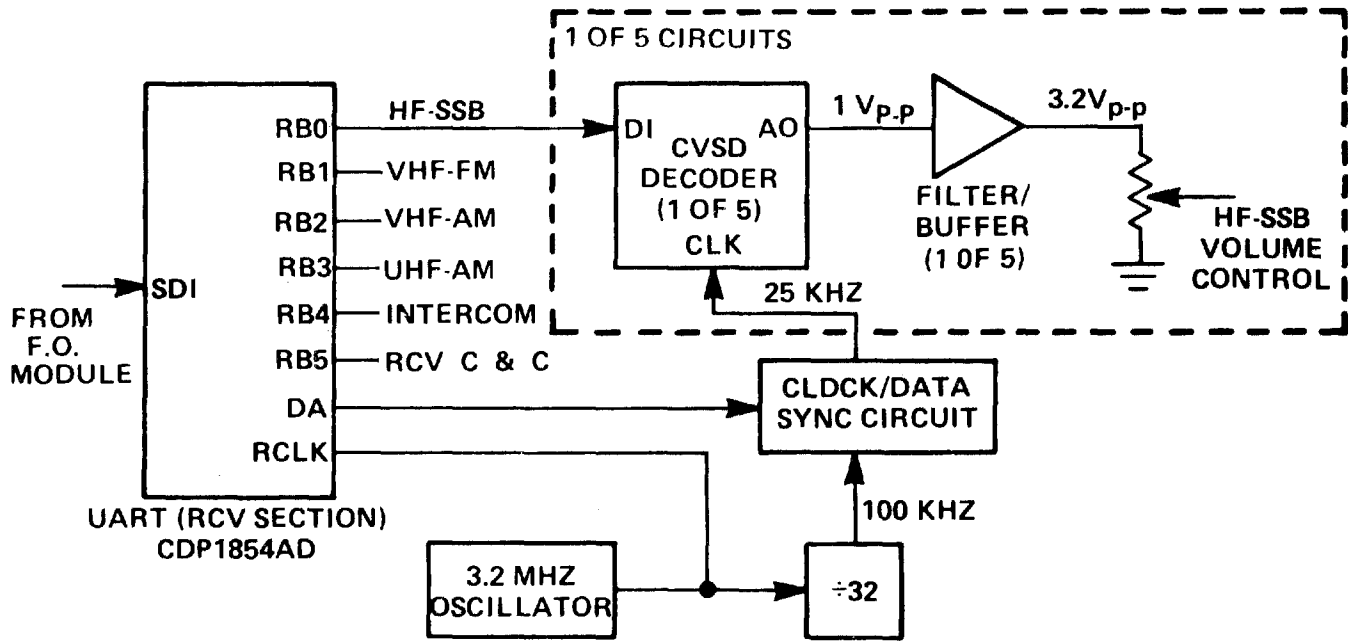 1 OF 5 CIRCUITS
RB0
HF-SSB
DI
AO
CVSD
DECODER
(1 OF 5)
CLK
1 Vp-p
3.2Vp-p
FILTER/
BUFFER
(1 OF 5)
HF-SSB
VOLUME
CONTROL
RB1
VHF-FM
RB2
VHF-AM
RB3
UHF-AM
SDI
RB4
INTERCOM
RB5
RCV C & C
DA
RCLK
FROM
F.O.
MODULE
25 KHZ
CLDCK/DATA
SYNC CIRCUIT
UART (RCV SECTION)
CDP1854AD
100 KHZ
3.2 MHZ
OSCILLATOR
÷32